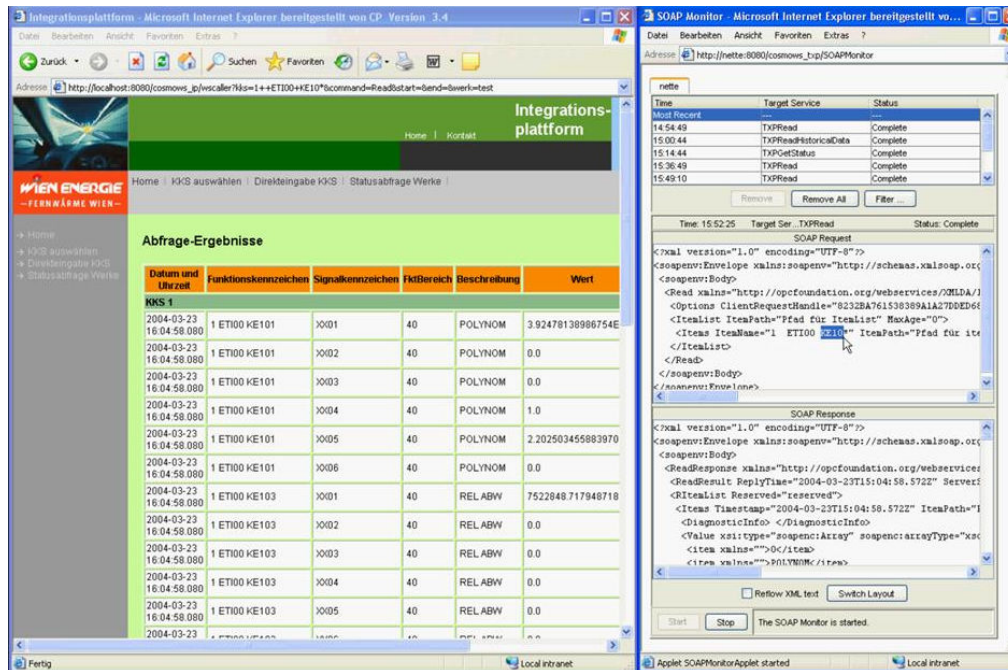 Integrationsplattform - Microsoft Internet Explorer bereitgestellt von CP Version 3.4
Datei Bearbeiten Ansicht Favoriten Extras ?
Zurück Suchen Favoriten
Adresse http://localhost:8080/cosmows_ip/wscaller?kks=1++ETI00+KE10*&command=Read&start=&end=&werk=test
Integrations-
plattform
Home | Kontakt
WIEN ENERGIE
–FERNWÄRME WIEN–
Home | KKS auswählen | Direkteingabe KKS | Statusabfrage Werke |
Home
KKS auswählen
Direkteingabe KKS
Statusabfrage Werke
Abfrage-Ergebnisse
Datum und Uhrzeit Funktionskennzeichen Signalkennzeichen FktBereich Beschreibung Wert
KKS 1
2004-03-23 16:04:58.080 1 ETI00 KE101 XX01 40 POLYNOM 3.92478138986754E
2004-03-23 16:04:58.080 1 ETI00 KE101 XX02 40 POLYNOM 0.0
2004-03-23 16:04:58.080 1 ETI00 KE101 XX03 40 POLYNOM 0.0
2004-03-23 16:04:58.080 1 ETI00 KE101 XX04 40 POLYNOM 1.0
2004-03-23 16:04:58.080 1 ETI00 KE101 XX05 40 POLYNOM 2.202503455883970
2004-03-23 16:04:58.080 1 ETI00 KE101 XX06 40 POLYNOM 0.0
2004-03-23 16:04:58.080 1 ETI00 KE103 XX01 40 REL ABW 7522848.717948718
2004-03-23 16:04:58.080 1 ETI00 KE103 XX02 40 REL ABW 0.0
2004-03-23 16:04:58.080 1 ETI00 KE103 XX03 40 REL ABW 0.0
2004-03-23 16:04:58.080 1 ETI00 KE103 XX04 40 REL ABW 0.0
2004-03-23 16:04:58.080 1 ETI00 KE103 XX05 40 REL ABW 0.0
2004-03-23
Fertig Local intranet
SOAP Monitor - Microsoft Internet Explorer bereitgestellt vo...
Datei Bearbeiten Ansicht Favoriten Extras ?
Adresse http://nette:8080/cosmows_txp/SOAPMonitor
nette
Time Target Service Status
Most Recent --- ---
14:54:49 TXPRead Complete
15:00:44 TXPReadHistoricalData Complete
15:14:44 TXPGetStatus Complete
15:36:49 TXPRead Complete
15:49:10 TXPRead Complete
Remove Remove All Filter ...
Time: 15:52:25 Target Ser...TXPRead Status: Complete
SOAP Request
<?xml version="1.0" encoding="UTF-8"?>
<soapenv:Envelope xmlns:soapenv="http://schemas.xmlsoap.org
<soapenv:Body>
<Read xmlns="http://opcfoundation.org/webservices/XMLDA/1
<Options ClientRequestHandle="8232BA761538389A1A27DDED68
<ItemList ItemPath="Pfad für ItemList" MaxAge="0">
<Items ItemName="1 ETI00 KE10*" ItemPath="Pfad für ite
</ItemList>
</Read>
</soapenv:Body>
</soapenv:Envelope>
SOAP Response
<?xml version="1.0" encoding="UTF-8"?>
<soapenv:Envelope xmlns:soapenv="http://schemas.xmlsoap.org
<soapenv:Body>
<ReadResponse xmlns="http://opcfoundation.org/webservices
<ReadResult ReplyTime="2004-03-23T15:04:58.572Z" ServerS
<RItemList Reserved="reserved">
<Items Timestamp="2004-03-23T15:04:58.572Z" ItemPath="P
<DiagnosticInfo> </DiagnosticInfo>
<Value xsi:type="soapenc:Array" soapenc:arrayType="xsd
<item xmlns="">0</item>
<item xmlns="">POLYNOM</item>
Reflow XML text Switch Layout
Start Stop The SOAP Monitor is started.
Applet SOAPMonitorApplet started Local intranet